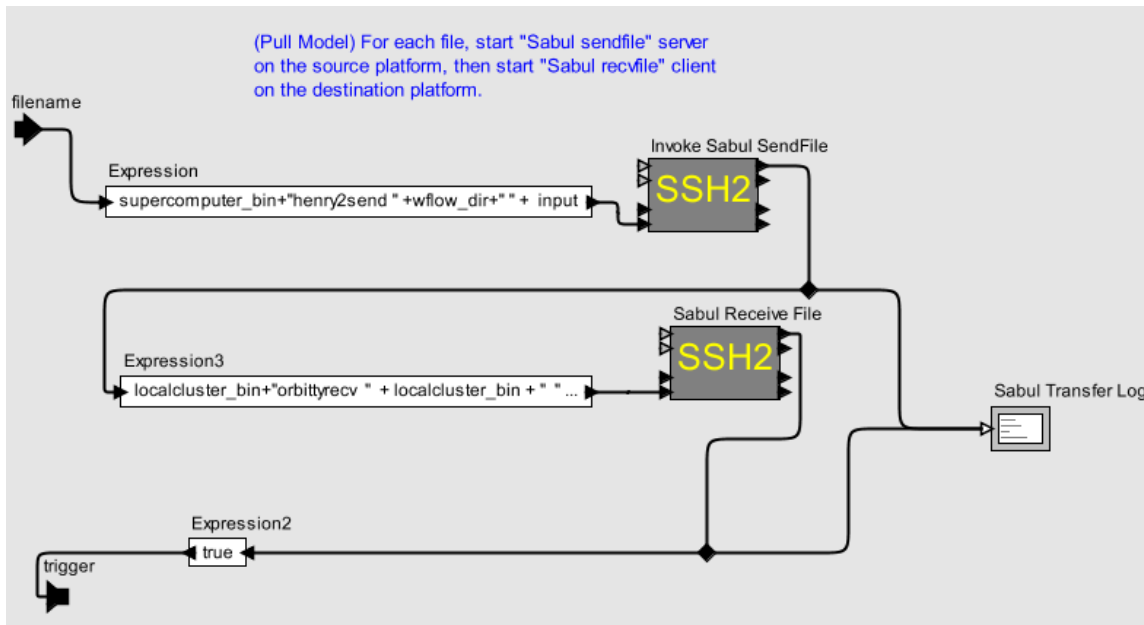 (Pull Model) For each file, start "Sabul sendfile" server
on the source platform, then start "Sabul recvfile" client
on the destination platform.
filename
Invoke Sabul SendFile
Expression
supercomputer_bin+"henry2send " +wflow_dir+" " + input
SSH2
Sabul Receive File
Expression3
SSH2
localcluster_bin+"orbittyrecv " + localcluster_bin + " "...
Sabul Transfer Log
Expression2
true
trigger